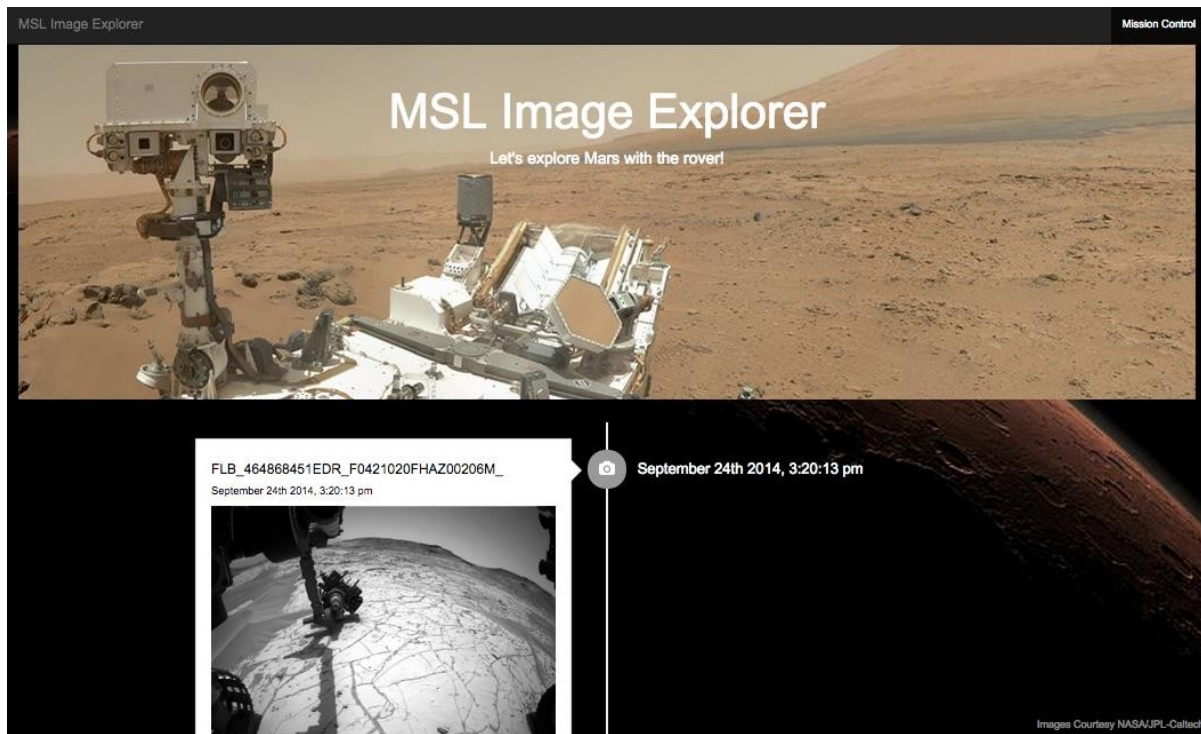 MSL Image Explorer
Mission Control
MSL Image Explorer
Let's explore Mars with the rover!
FLB_464868451EDR_F0421020FHAZ00206M_
September 24th 2014, 3:20:13 pm
September 24th 2014, 3:20:13 pm
Images Courtesy NASA/JPL-Caltech